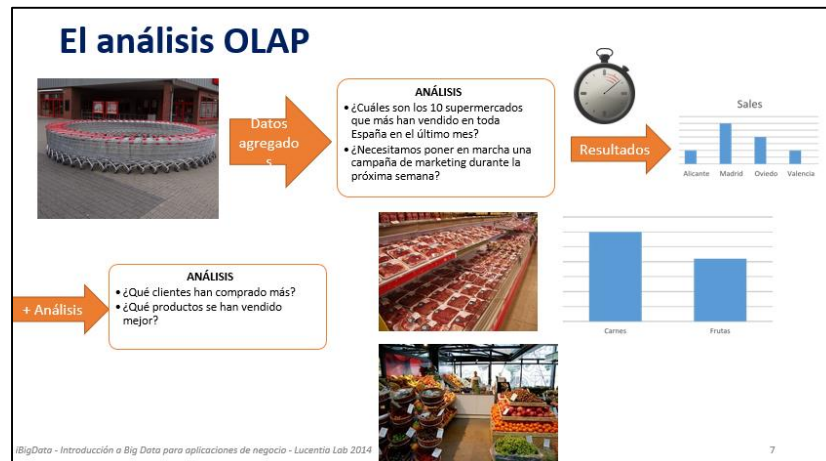 El análisis OLAP
Datos
agregado
s
ANÁLISIS
• ¿Cuáles son los 10 supermercados
que más han vendido en toda
España en el último mes?
• ¿Necesitamos poner en marcha una
campaña de marketing durante la
próxima semana?
Resultados
Sales
Alicante Madrid Oviedo Valencia
+ Análisis
ANÁLISIS
• ¿Qué clientes han comprado más?
• ¿Qué productos se han vendido
mejor?
Carnes Frutas
iBigData - Introducción a Big Data para aplicaciones de negocio - Lucentia Lab 2014
7